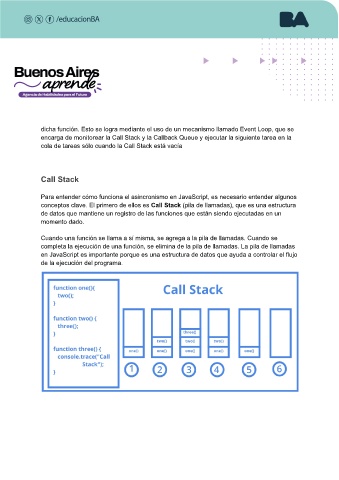 /educacionBA
BA
Buenos Aires
aprende
Agencia de Habilidades para el Futuro
dicha función. Esto se logra mediante el uso de un mecanismo llamado Event Loop, que se
encarga de monitorear la Call Stack y la Callback Queue y ejecutar la siguiente tarea en la
cola de tareas sólo cuando la Call Stack está vacía
Call Stack
Para entender cómo funciona el asincronismo en JavaScript, es necesario entender algunos
conceptos clave. El primero de ellos es Call Stack (pila de llamadas), que es una estructura
de datos que mantiene un registro de las funciones que están siendo ejecutadas en un
momento dado.
Cuando una función se llama a sí misma, se agrega a la pila de llamadas. Cuando se
completa la ejecución de una función, se elimina de la pila de llamadas. La pila de llamadas
en JavaScript es importante porque es una estructura de datos que ayuda a controlar el flujo
de la ejecución del programa.
function one(){
two();
}
function two() {
three();
}
function three() {
console.trace("Call
Stack");
}
Call Stack
three()
two() two() two()
one() one() one() one() one()
1 2 3 4 5 6